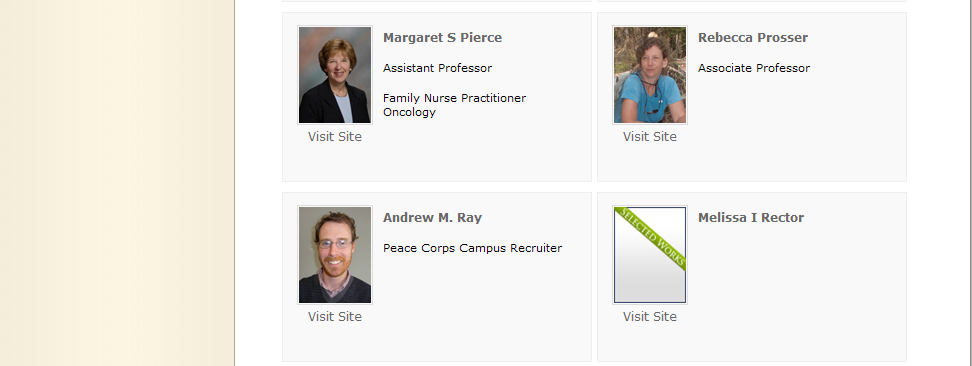 Margaret S Pierce
Assistant Professor
Family Nurse Practitioner
Oncology
Visit Site
Rebecca Prosser
Associate Professor
Visit Site
Andrew M. Ray
Peace Corps Campus Recruiter
Visit Site
Melissa I Rector
SELECTED WORKS
Visit Site